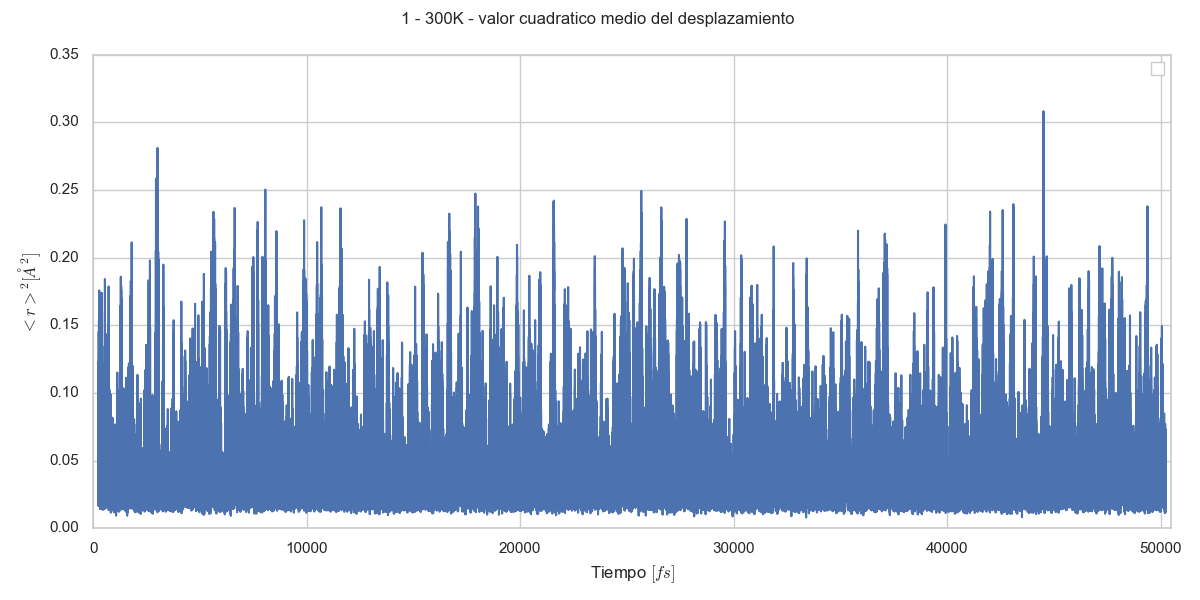 1 - 300K - valor cuadratico medio del desplazamiento
0.35
0.30
0.25
0.20
0.15
0.10
0.05
0.00
< r >² [Å²]
0 10000 20000 30000 40000 50000
Tiempo [fs]